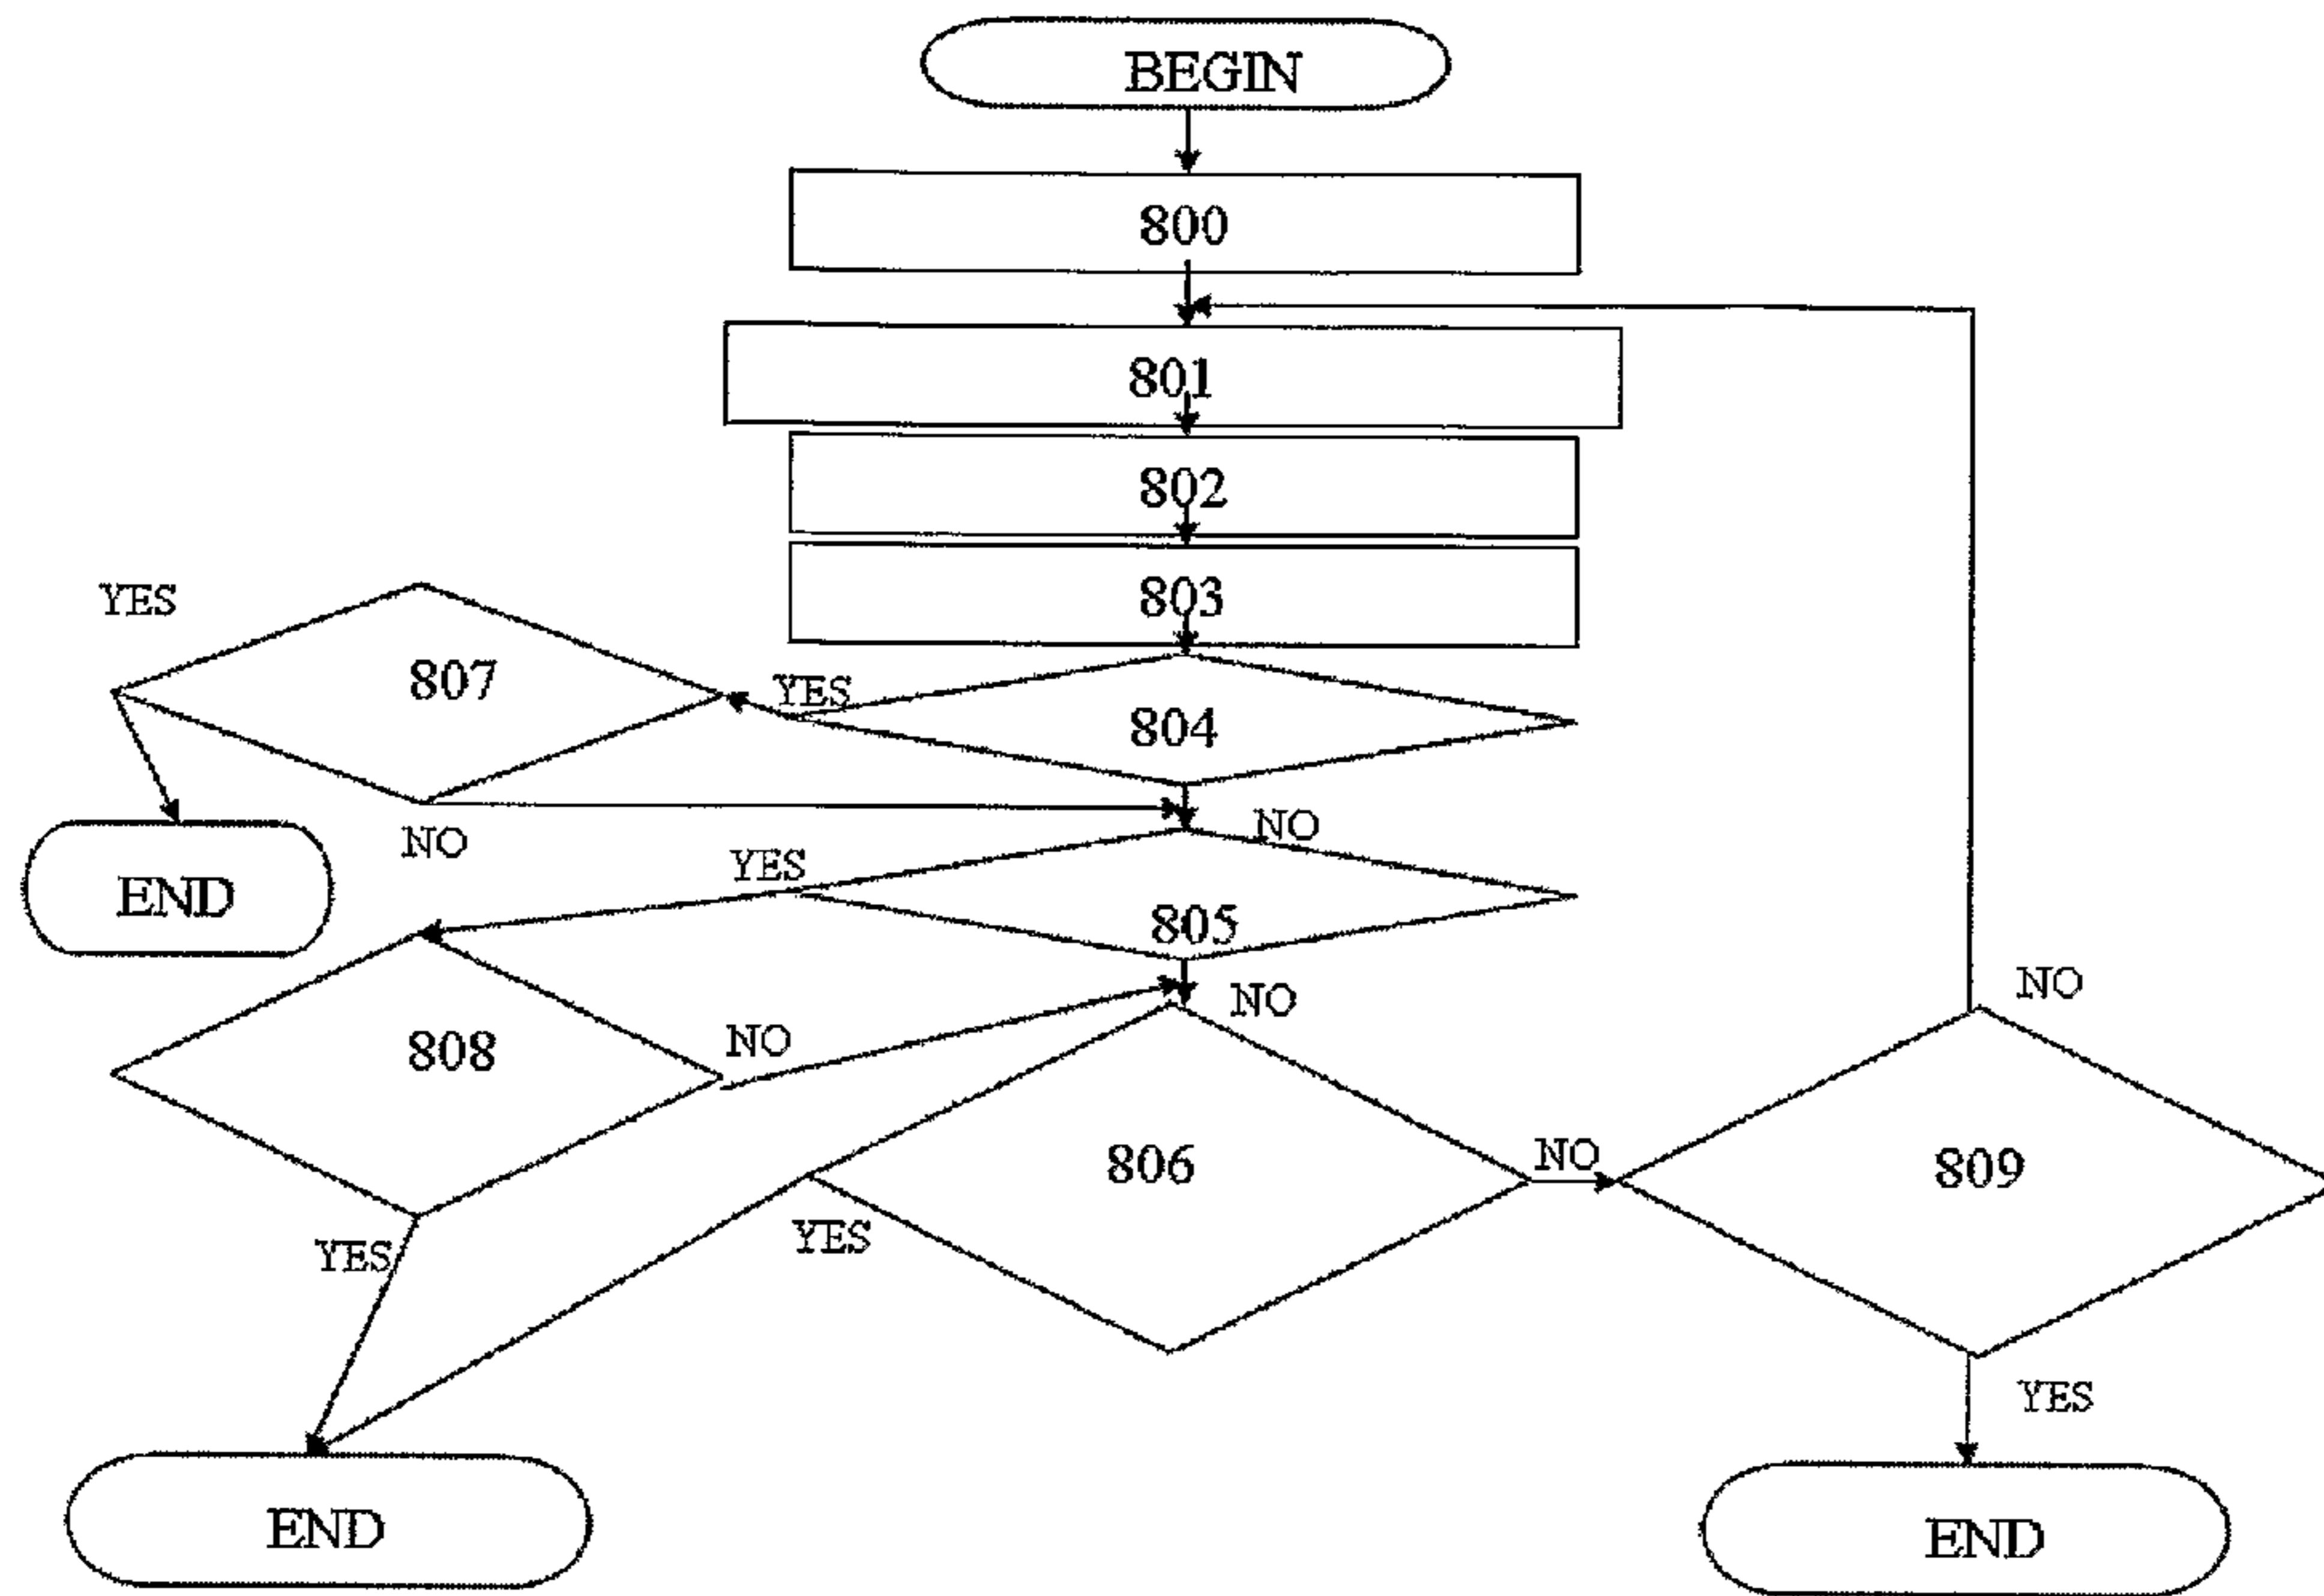 BEGIN
800
801
802
803
YES
807
YES
804
NO
NO
YES
END
805
NO
NO
808
NO
806
NO
809
YES
YES
YES
END
END